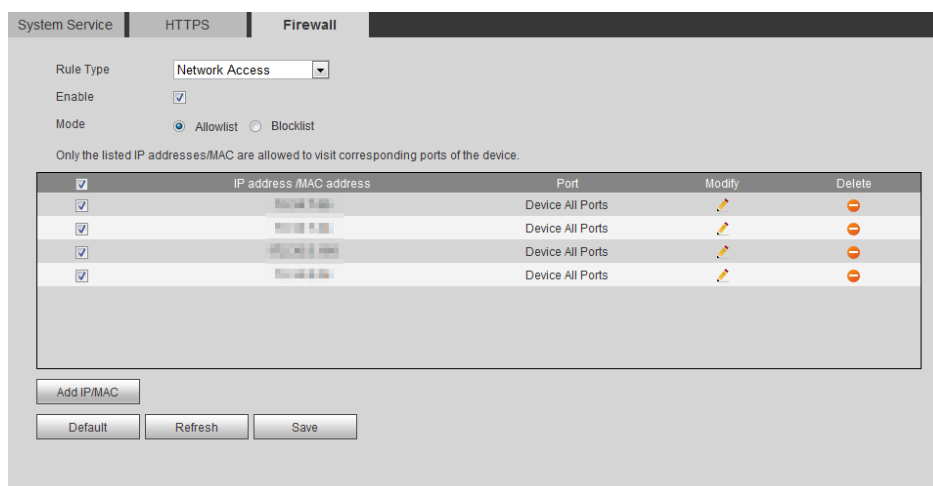 System Service HTTPS Firewall
Rule Type Network Access
Enable
Mode Allowlist Blocklist
Only the listed IP addresses/MAC are allowed to visit corresponding ports of the device.
IP address /MAC address Port Modify Delete
Device All Ports
Device All Ports
Device All Ports
Device All Ports
Add IP/MAC
Default Refresh Save